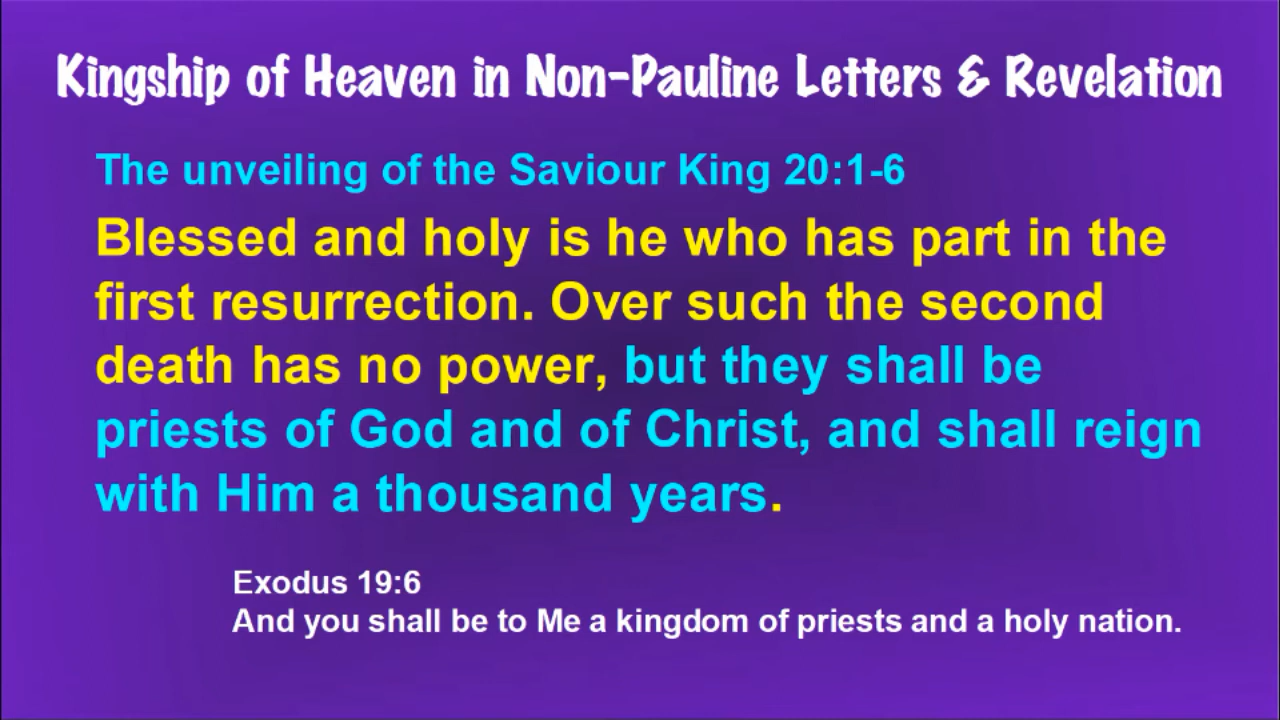 Kingship of Heaven in Non-Pauline Letters & Revelation
The unveiling of the Saviour King 20:1-6
Blessed and holy is he who has part in the
first resurrection. Over such the second
death has no power, but they shall be
priests of God and of Christ, and shall reign
with Him a thousand years.
Exodus 19:6
And you shall be to Me a kingdom of priests and a holy nation.